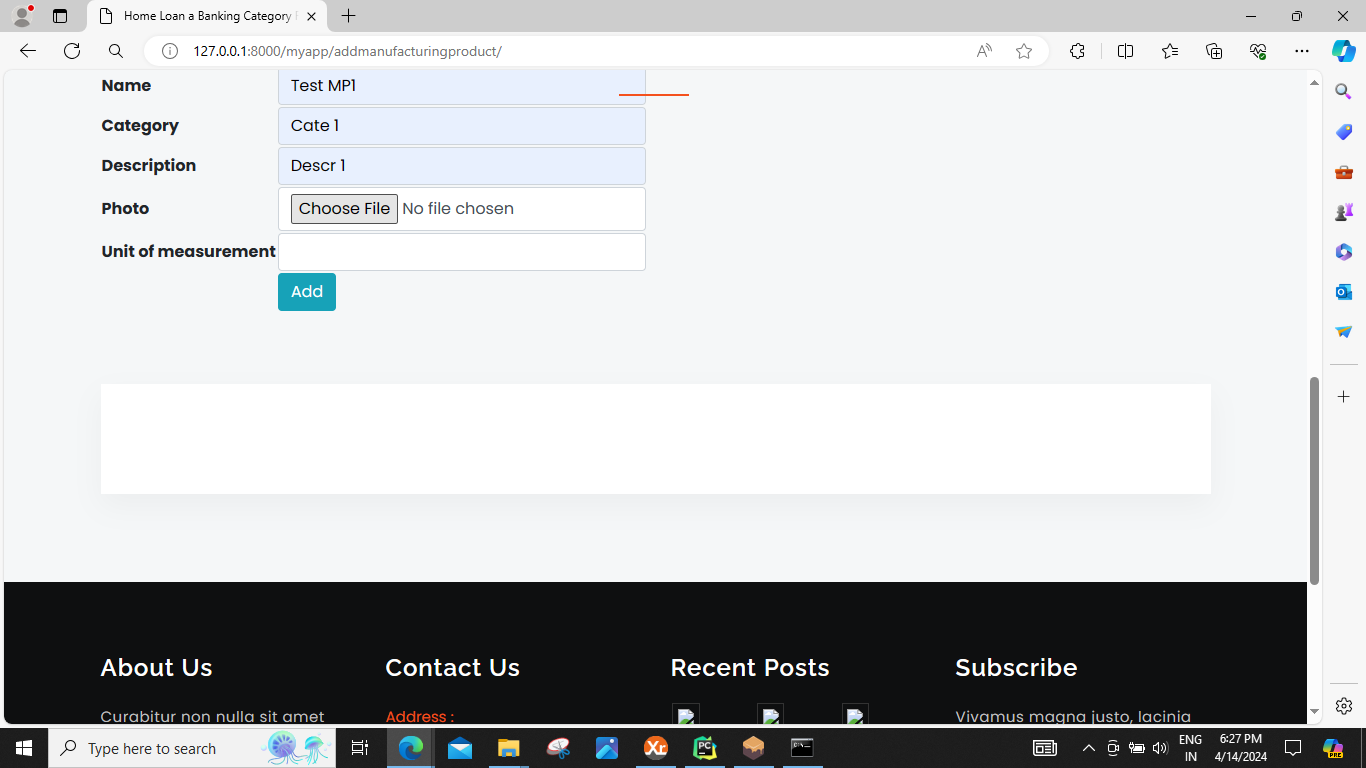 Home Loan a Banking Category
127.0.0.1:8000/myapp/addmanufacturingproduct/
Name Test MP1
Category Cate 1
Description Descr 1
Photo Choose File No file chosen
Unit of measurement
Add
About Us Contact Us Recent Posts Subscribe
Curabitur non nulla sit amet Address : Vivamus magna justo, lacinia
Type here to search
ENG
IN
6:27 PM
4/14/2024